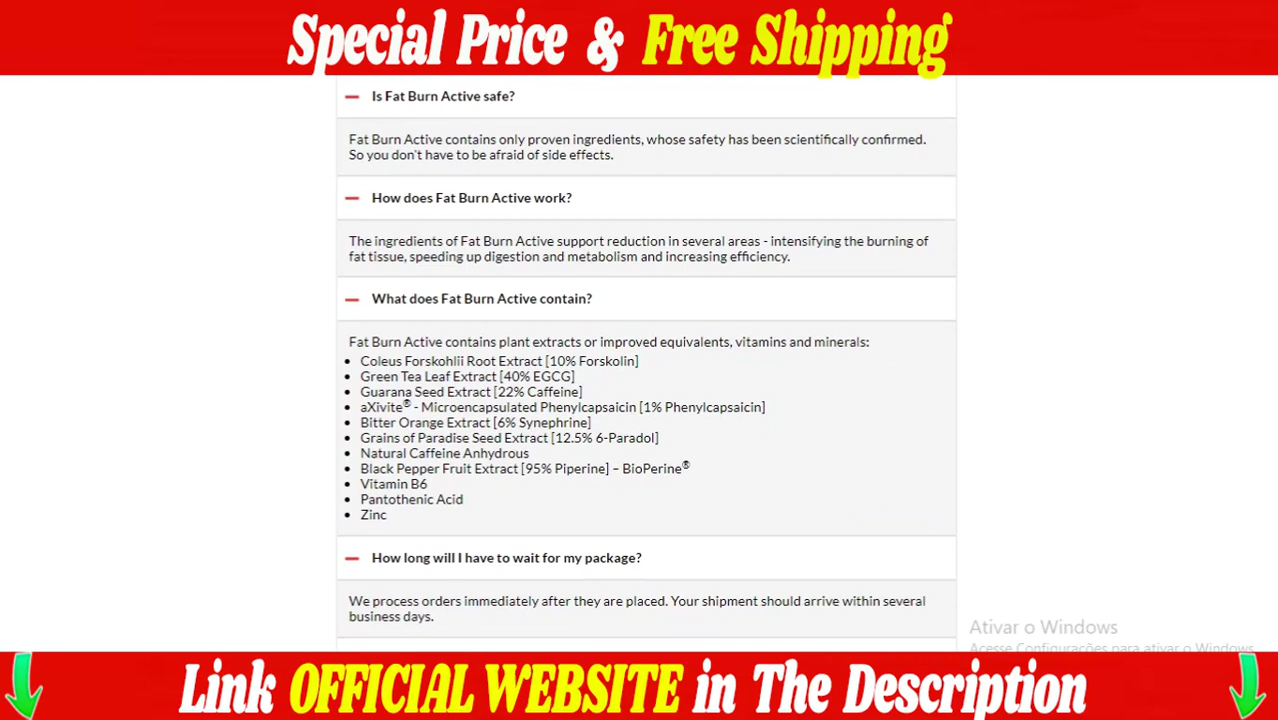 Special Price & Free Shipping
Is Fat Burn Active safe?
Fat Burn Active contains only proven ingredients, whose safety has been scientifically confirmed.
So you don't have to be afraid of side effects.
How does Fat Burn Active work?
The ingredients of Fat Burn Active support reduction in several areas - intensifying the burning of
fat tissue, speeding up digestion and metabolism and increasing efficiency.
What does Fat Burn Active contain?
Fat Burn Active contains plant extracts or improved equivalents, vitamins and minerals:
Coleus Forskohlii Root Extract [10% Forskolin]
Green Tea Leaf Extract [40% EGCG]
Guarana Seed Extract [22% Caffeine]
aXivite® - Microencapsulated Phenylcapsaicin [1% Phenylcapsaicin]
Bitter Orange Extract [6% Synephrine]
Grains of Paradise Seed Extract [12.5% 6-Paradol]
Natural Caffeine Anhydrous
Black Pepper Fruit Extract [95% Piperine] – BioPerine®
Vitamin B6
Pantothenic Acid
Zinc
How long will I have to wait for my package?
We process orders immediately after they are placed. Your shipment should arrive within several
business days.
Ativar o Windows
Acesse Configurações para ativar o Windows.
Link OFFICIAL WEBSITE in The Description